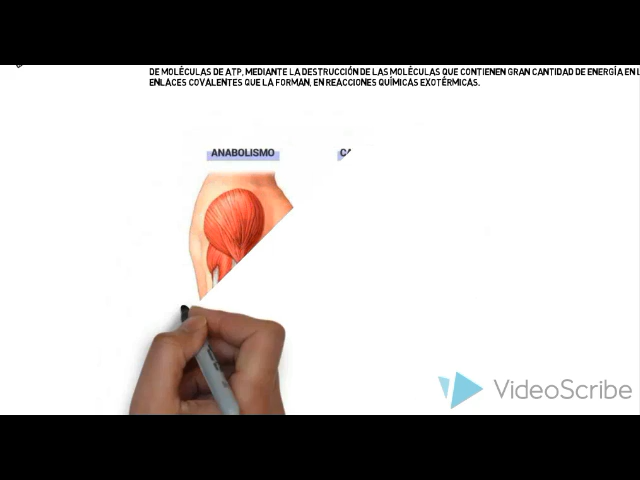 DE MOLÉCULAS DE ATP, MEDIANTE LA DESTRUCCIÓN DE LAS MOLÉCULAS QUE CONTIENEN GRAN CANTIDAD DE ENERGÍA EN L
ENLACES COVALENTES QUE LA FORMAN, EN REACCIONES QUÍMICAS EXOTÉRMICAS.
ANABOLISMO
VideoScribe